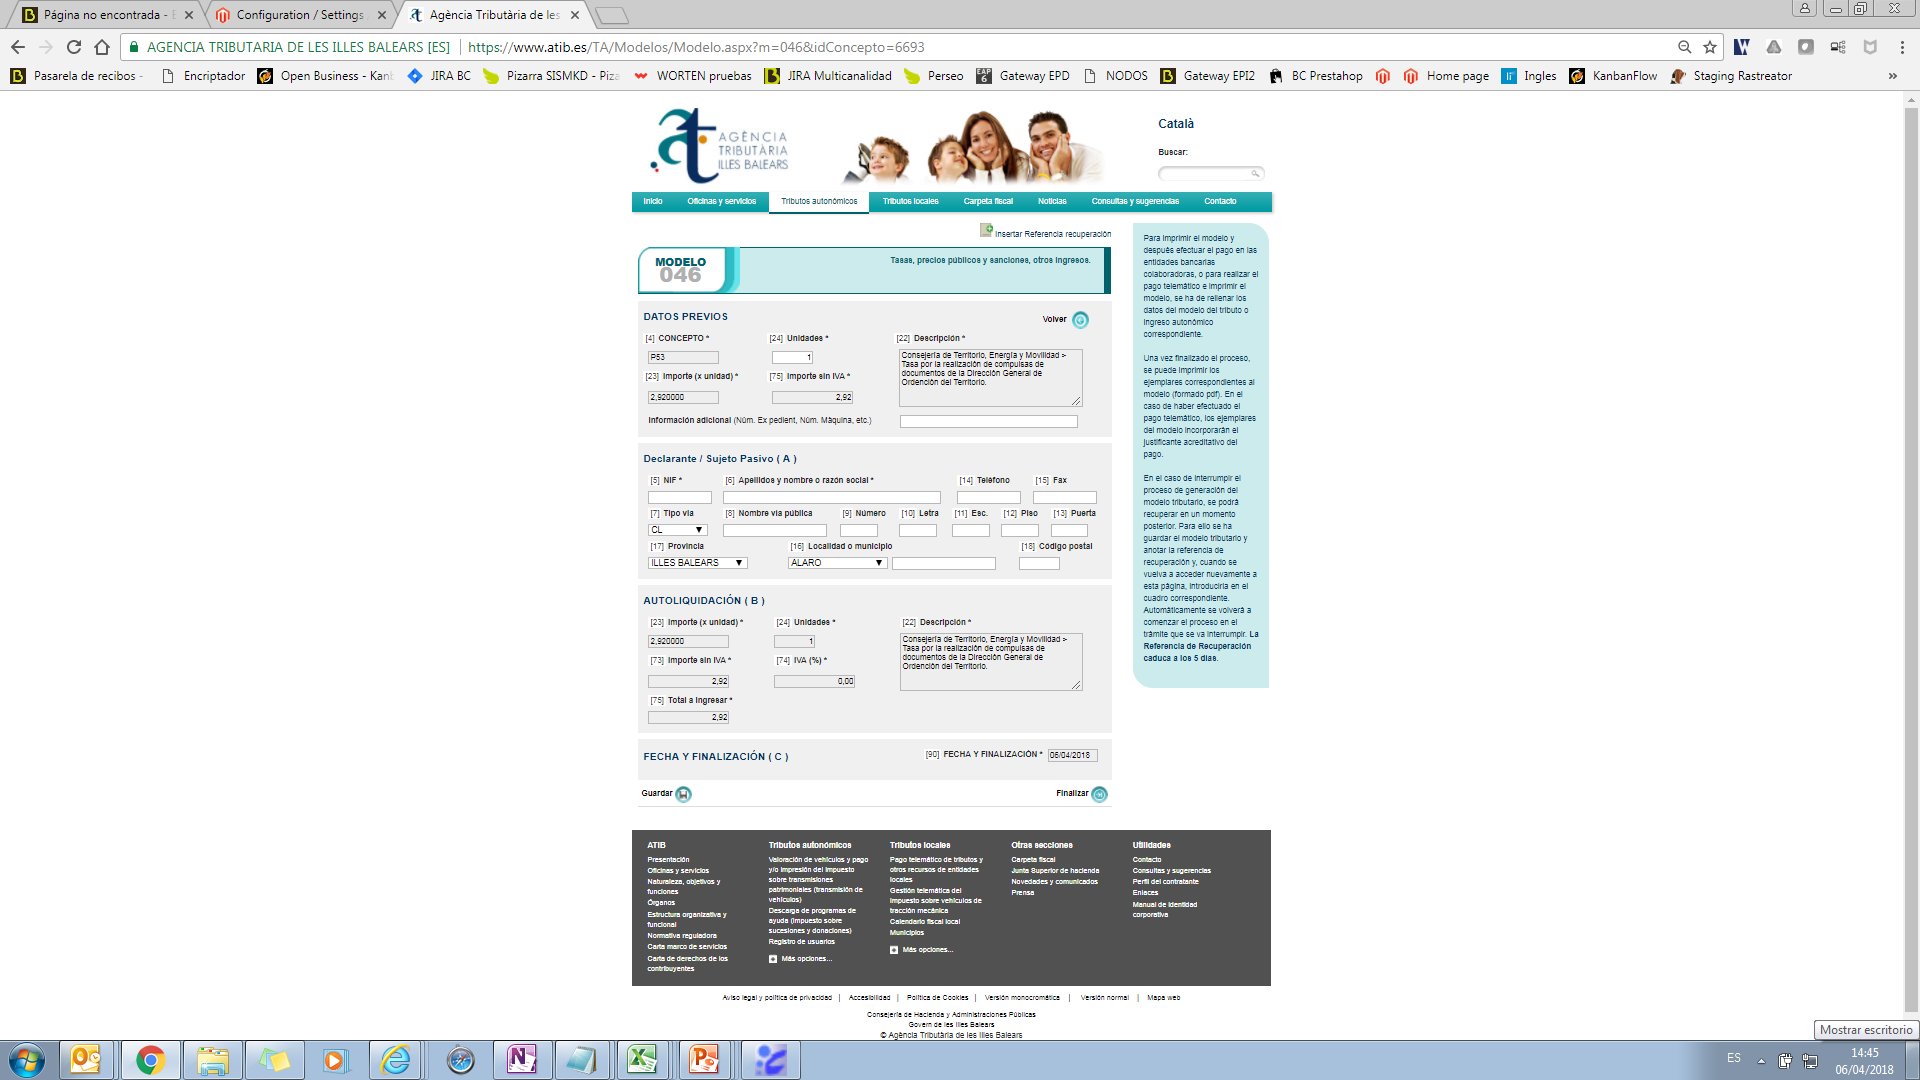 Página no encontrada - B
Configuration / Settings
Agència Tributària de les
AGENCIA TRIBUTARIA DE LES ILLES BALEARS [ES]
https://www.atib.es/TA/Modelos/Modelo.aspx?m=046&idConcepto=6693
Pasarela de recibos -
Encriptador
Open Business - Kanb
JIRA BC
Pizarra SISMKD - Piza
WORTEN pruebas
JIRA Multicanalidad
Perseo
EAP 6
Gateway EPD
NODOS
Gateway EPI2
BC Prestahop
Home page
Ingles
KanbanFlow
Staging Rastreator
AGÈNCIA
TRIBUTÀRIA
ILLES BALEARS
Català
Buscar:
Inicio
Oficinas y servicios
Tributos autonómicos
Tributos locales
Carpeta fiscal
Noticias
Consultas y sugerencias
Contacto
Insertar Referencia recuperación
MODELO
046
Tasas, precios públicos y sanciones, otros ingresos.
DATOS PREVIOS
Volver
[4] CONCEPTO *
[24] Unidades *
[22] Descripción *
P53
1
Consejería de Territorio, Energía y Movilidad >
Tasa por la realización de compulsas de
documentos de la Dirección General de
Ordención del Territorio.
[23] Importe (x unidad) *
[75] Importe sin IVA *
2,920000
2,92
Información adicional (Núm. Expedient, Núm. Màquina, etc.)
Declarante / Sujeto Pasivo ( A )
[5] NIF *
[6] Apellidos y nombre o razón social *
[14] Teléfono
[15] Fax
[7] Tipo vía
[8] Nombre vía pública
[9] Número
[10] Letra
[11] Esc.
[12] Piso
[13] Puerta
CL
[17] Provincia
[16] Localidad o municipio
[18] Código postal
ILLES BALEARS
ALARO
AUTOLIQUIDACIÓN ( B )
[23] Importe (x unidad) *
[24] Unidades *
[22] Descripción *
2,920000
1
Consejería de Territorio, Energía y Movilidad >
Tasa por la realización de compulsas de
documentos de la Dirección General de
Ordención del Territorio.
[73] Importe sin IVA *
[74] IVA (%) *
2,92
0,00
[75] Total a ingresar *
2,92
FECHA Y FINALIZACIÓN ( C )
[90] FECHA Y FINALIZACIÓN *
06/04/2018
Guardar
Finalizar
Para imprimir el modelo y
después efectuar el pago en las
entidades bancarias
colaboradoras, o para realizar el
pago telemático e imprimir el
modelo, se ha de rellenar los
datos del modelo del tributo o
ingreso autonómico
correspondiente.
Una vez finalizado el proceso,
se puede imprimir los
ejemplares correspondientes al
modelo (formado pdf). En el
caso de haber efectuado el
pago telemático, los ejemplares
del modelo incorporarán el
justificante acreditativo del
pago.
En el caso de interrumpir el
proceso de generación del
modelo tributario, se podrá
recuperar en un momento
posterior. Para ello se ha
guardar el modelo tributario y
anotar la referencia de
recuperación y, cuando se
vuelva a acceder nuevamente a
esta página, introducirla en el
cuadro correspondiente.
Automáticamente se volverá a
comenzar el proceso en el
trámite que se va interrumpir. La
Referencia de Recuperación
caduca a los 5 días.
ATIB
Presentación
Oficinas y servicios
Naturaleza, objetivos y
funciones
Órganos
Estructura organizativa y
funcional
Normativa reguladora
Carta marco de servicios
Carta de derechos de los
contribuyentes
Tributos autonómicos
Valoración de vehículos y pago
y/o impresión del impuesto
sobre transmisiones
patrimoniales (transmisión de
vehículos)
Descarga de programas de
ayuda (impuesto sobre
sucesiones y donaciones)
Registro de usuarios
Más opciones...
Tributos locales
Pago telemático de tributos y
otros recursos de entidades
locales
Gestión telemática del
impuesto sobre vehículos de
tracción mecánica
Calendario fiscal local
Municipios
Más opciones...
Otras secciones
Carpeta fiscal
Junta Superior de hacienda
Novedades y comunicados
Prensa
Utilidades
Contacto
Consultas y sugerencias
Perfil del contratante
Enlaces
Manual de identidad
corporativa
Aviso legal y política de privacidad | Accesibilidad | Política de Cookies | Versión monocromática | Versión normal | Mapa web
Consejería de Hacienda y Administraciones Públicas
Govern de les Illes Balears
© Agència Tributària de les Illes Balears
Mostrar escritorio
ES
14:45
06/04/2018